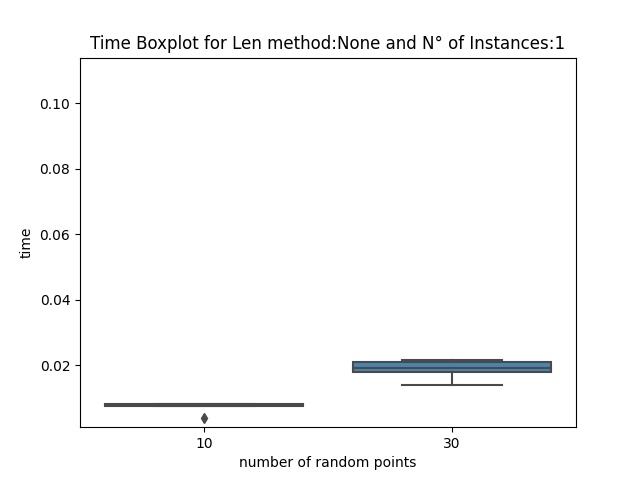 Time Boxplot for Len method:None and N° of Instances:1
0.10
0.08
0.06
0.04
0.02
time
10
30
number of random points